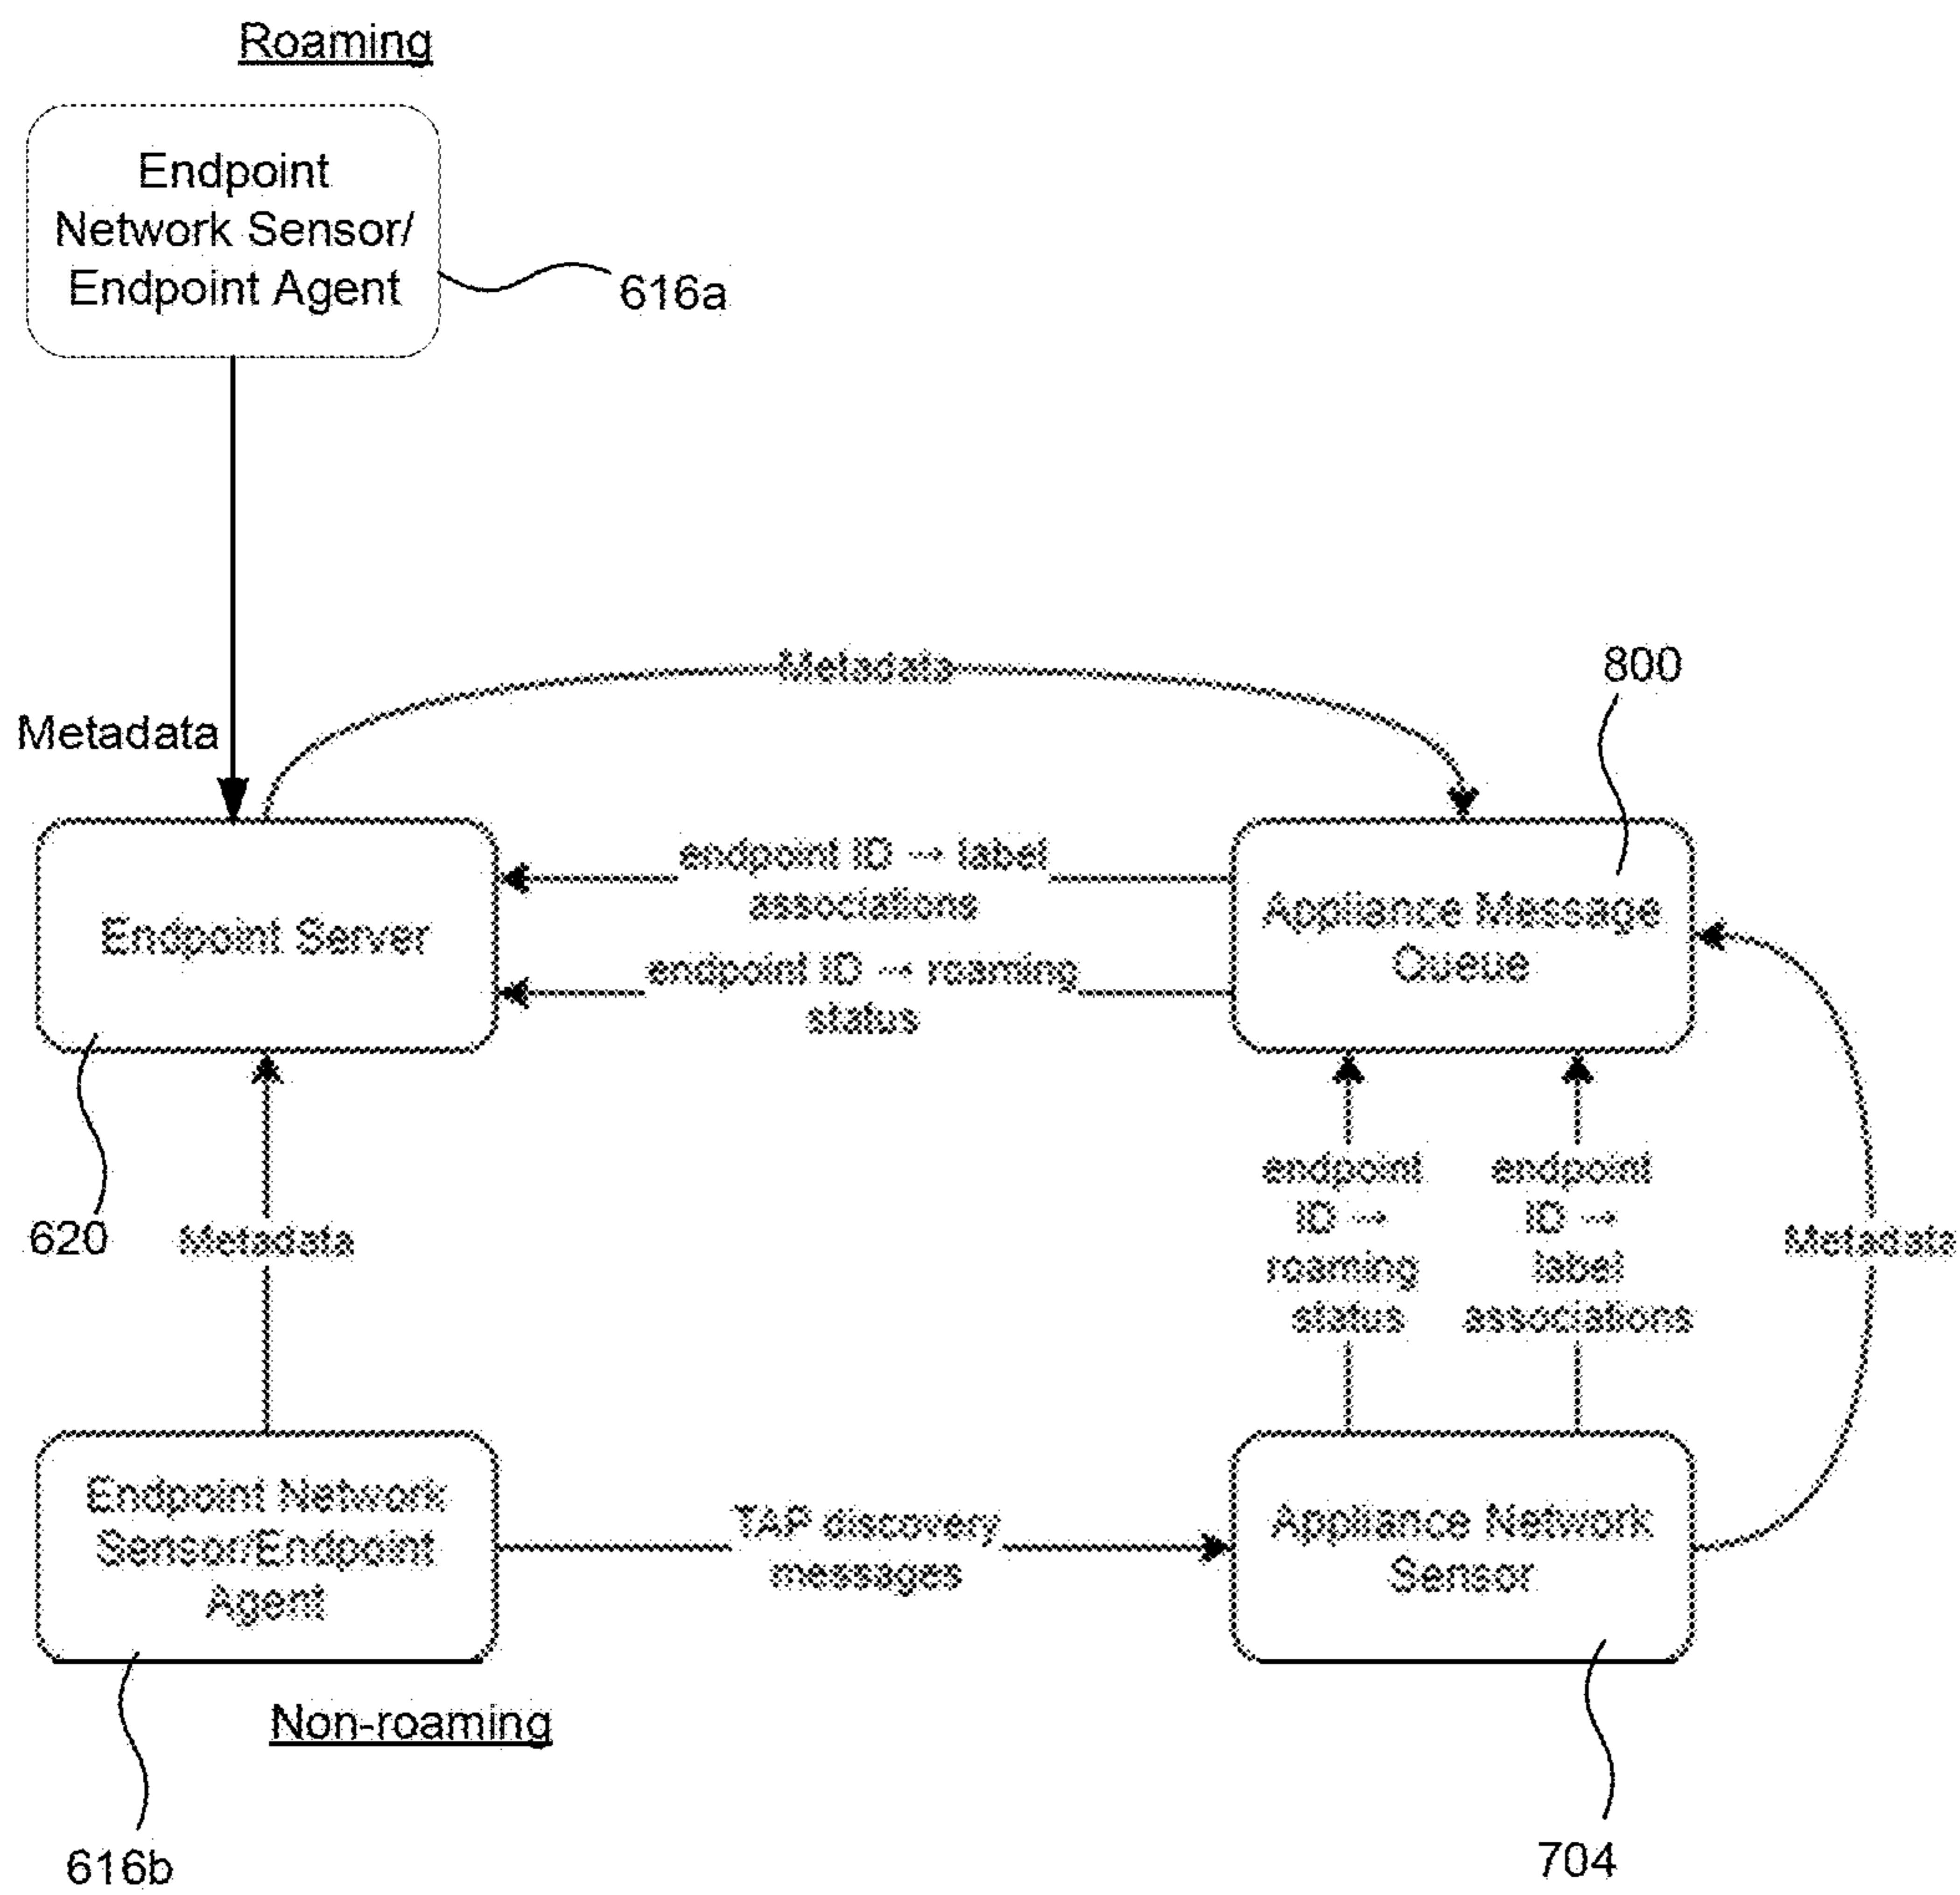 Roaming
Endpoint
Network Sensor/
Endpoint Agent
616a
Metadata
800
Metadata
endpoint ID → label
associations
Endpoint Server
Appliance Message
Queue
endpoint ID → roaming
status
620
Metadata
endpoint
ID →
roaming
status
endpoint
ID →
label
associations
Metadata
Endpoint Network
Sensor/Endpoint
Agent
TAP discovery
messages
Appliance Network
Sensor
Non-roaming
616b
704